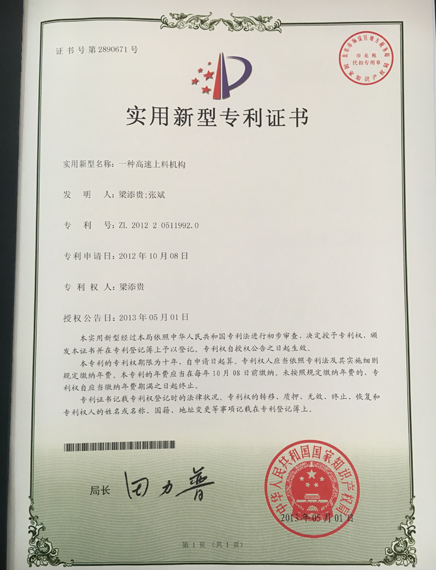 证书号第2890671号
实用新型专利证书
实用新型名称：一种高速上料机构
发明人：梁添贵;张斌
专利号：ZL 2012 2 0511992.0
专利申请日：2012年10月08日
专利权人：梁添贵
授权公告日：2013年05月01日
本实用新型经过本局依照中华人民共和国专利法进行初步审查，决定授予专利权，颁
发本证书并在专利登记簿上予以登记。专利权自授权公告之日起生效。
本专利的专利权期限为十年，自申请日起算。专利权人应当依照专利法及其实施细则
规定缴纳年费。本专利的年费应当在每年10月08日前缴纳。未按照规定缴纳年费的，专
利权自应当缴纳年费期满之日起终止。
专利证书记载专利权登记时的法律状况。专利权的转移、质押、无效、终止、恢复和
专利权人的姓名或名称、国籍、地址变更等事项记载在专利登记簿上。
局长
田力普
中华人民共和国国家知识产权局
2013年05月01日
第1页（共1页）